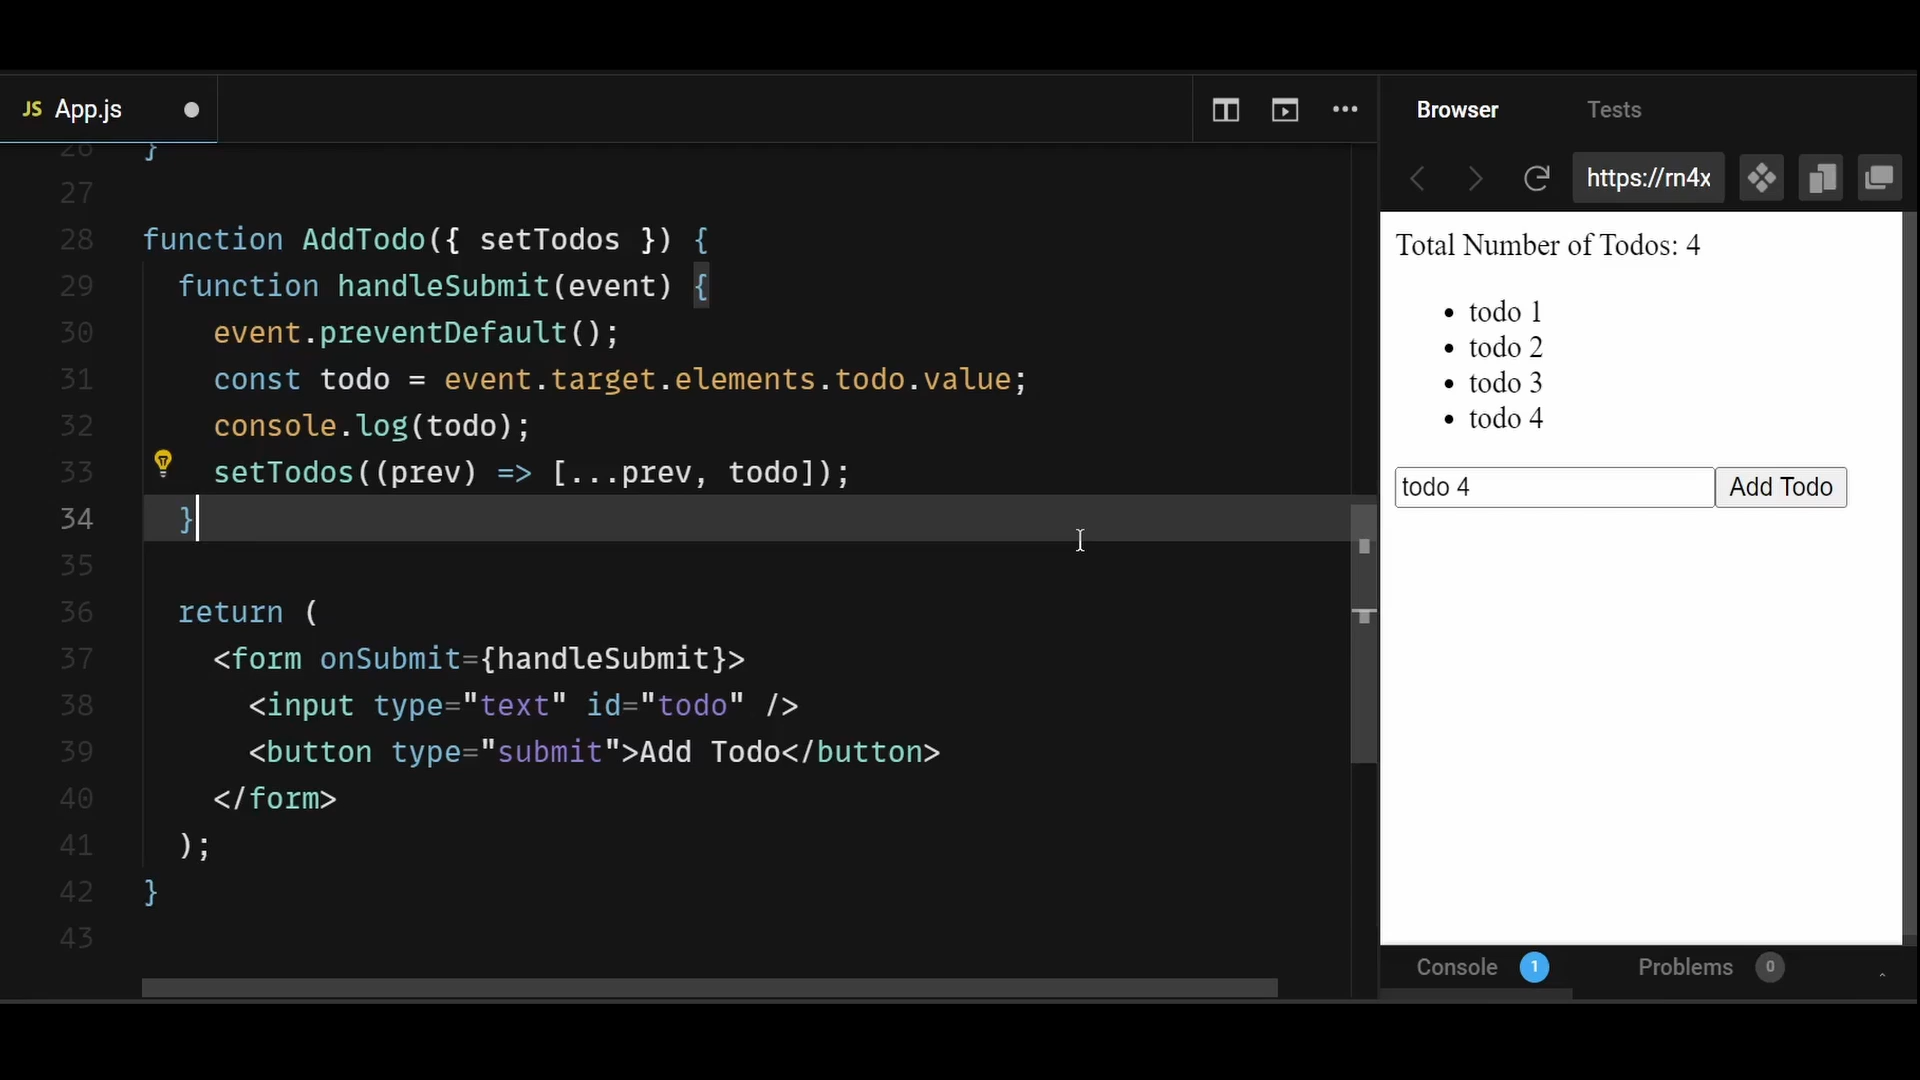 JS App.js
26 }
27
28 function AddTodo({ setTodos }) {
29 function handleSubmit(event) {
30 event.preventDefault();
31 const todo = event.target.elements.todo.value;
32 console.log(todo);
33 setTodos((prev) => [...prev, todo]);
34 }
35
36 return (
37 <form onSubmit={handleSubmit}>
38 <input type="text" id="todo" />
39 <button type="submit">Add Todo</button>
40 </form>
41 );
42 }
43
Browser Tests
https://rn4x
Total Number of Todos: 4
• todo 1
• todo 2
• todo 3
• todo 4
todo 4 Add Todo
Console 1 Problems 0